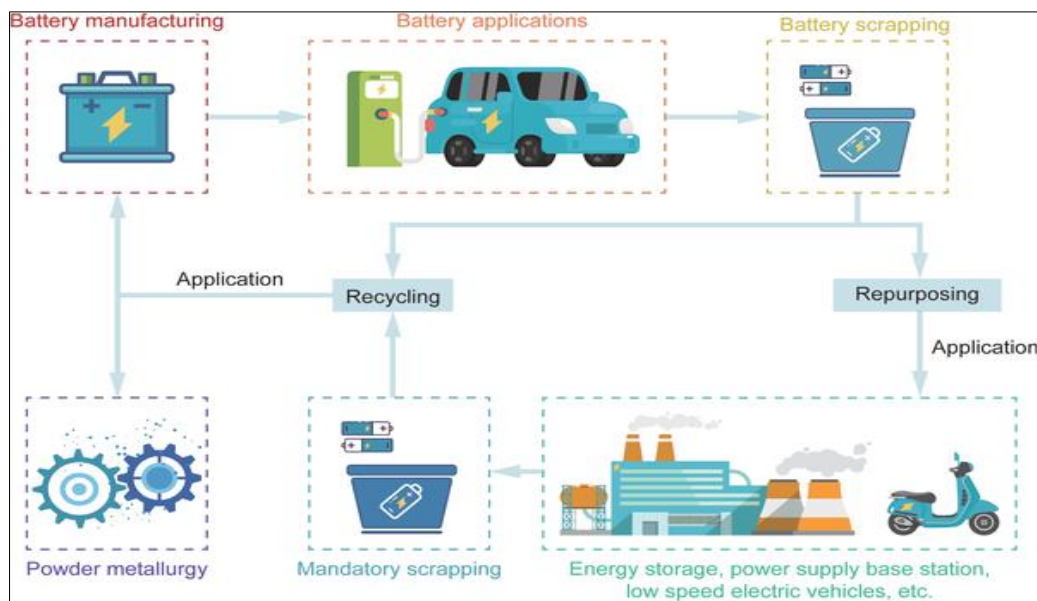 Battery manufacturing
Battery applications
Battery scrapping
Application
Recycling
Repurposing
Application
Powder metallurgy
Mandatory scrapping
Energy storage, power supply base station,
low speed electric vehicles, etc.